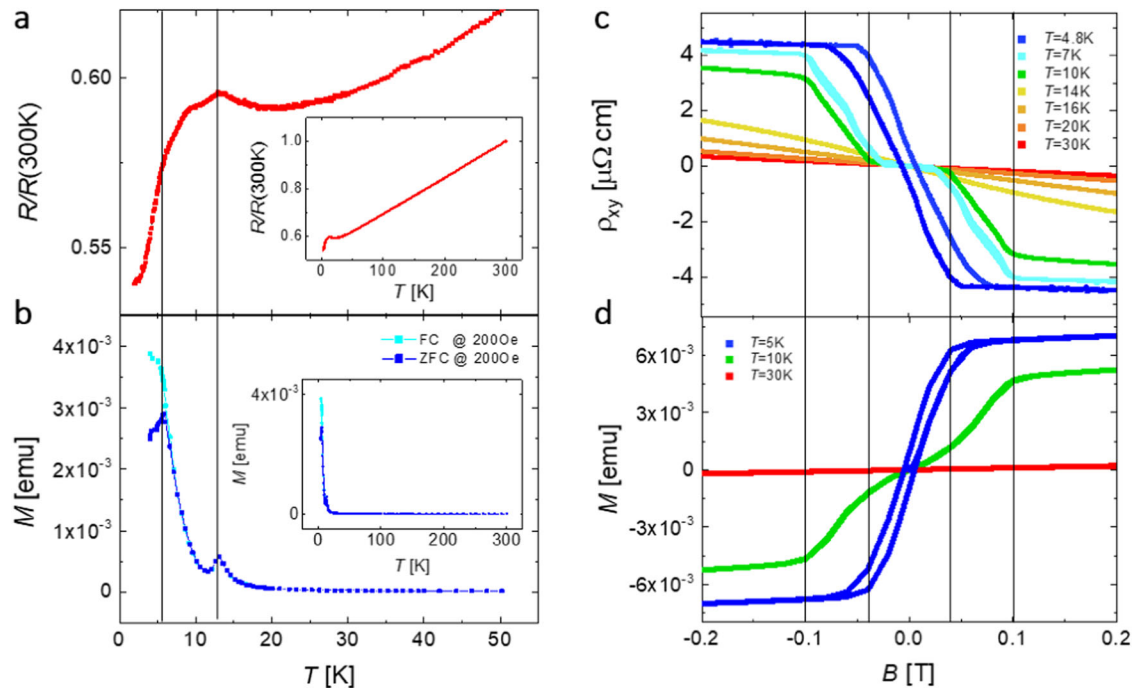 a
0.60
0.55
R/R(300K)
1.0
0.8
0.6
R/R(300K)
0 100 200 300
T [K]
b
FC @ 200Oe
ZFC @ 200Oe
4x10⁻³
3x10⁻³
2x10⁻³
1x10⁻³
0
M [emu]
4x10⁻³
0
M [emu]
0 100 200 300
T [K]
0 10 20 30 40 50
T [K]
c
4
2
0
-2
-4
ρxy [μΩ cm]
T=4.8K
T=7K
T=10K
T=14K
T=16K
T=20K
T=30K
d
T=5K
T=10K
T=30K
6x10⁻³
3x10⁻³
0
-3x10⁻³
-6x10⁻³
M [emu]
-0.2 -0.1 0.0 0.1 0.2
B [T]